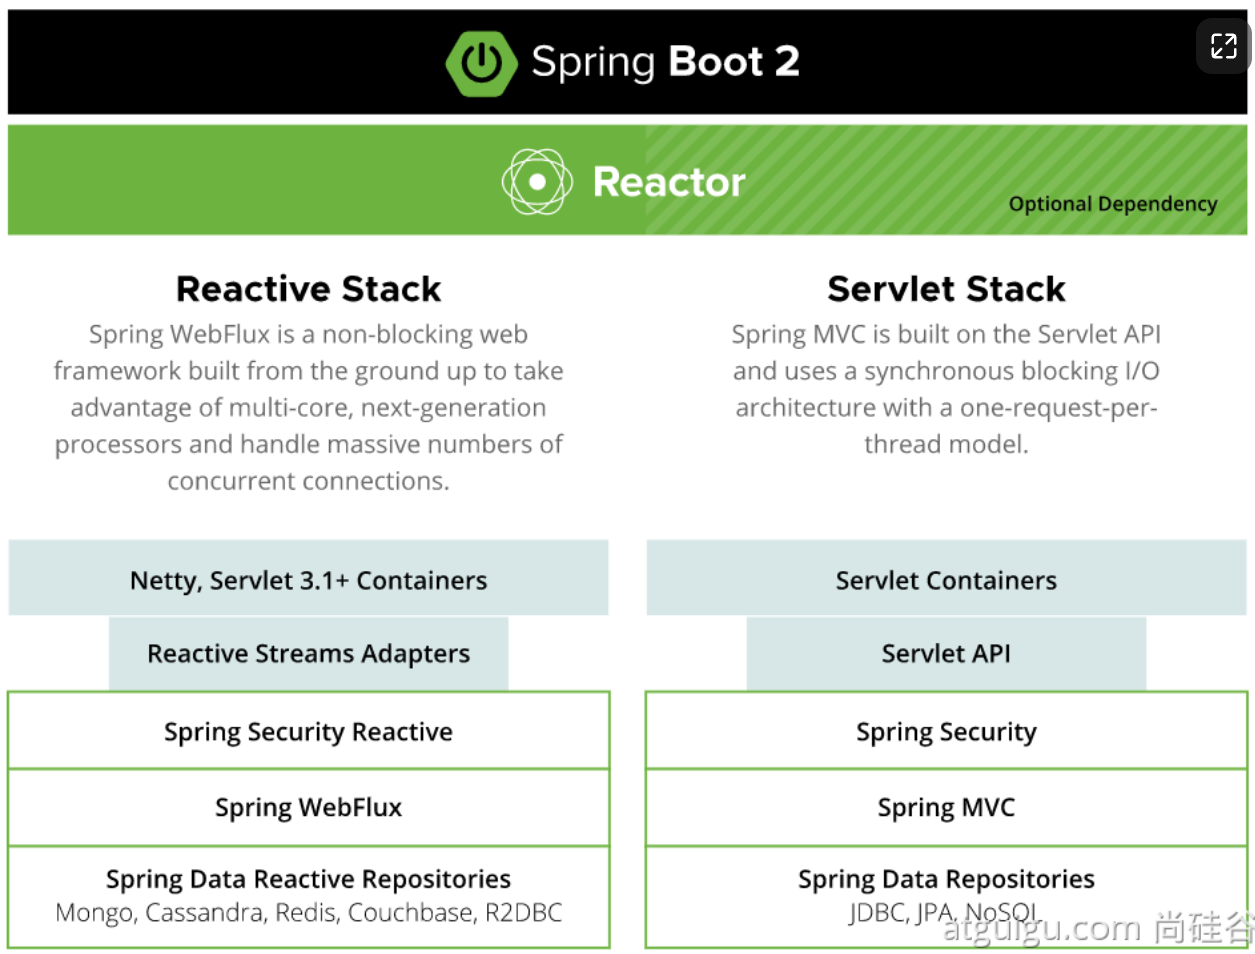 Spring Boot 2
Reactor
Optional Dependency
Reactive Stack
Spring WebFlux is a non-blocking web
framework built from the ground up to take
advantage of multi-core, next-generation
processors and handle massive numbers of
concurrent connections.
Servlet Stack
Spring MVC is built on the Servlet API
and uses a synchronous blocking I/O
architecture with a one-request-per-
thread model.
Netty, Servlet 3.1+ Containers
Reactive Streams Adapters
Spring Security Reactive
Spring WebFlux
Spring Data Reactive Repositories
Mongo, Cassandra, Redis, Couchbase, R2DBC
Servlet Containers
Servlet API
Spring Security
Spring MVC
Spring Data Repositories
JDBC, JPA, NoSQL
atguigu.com 尚硅谷